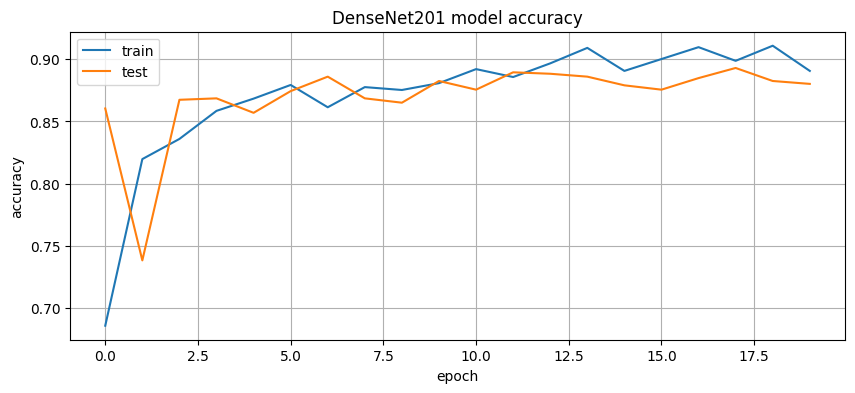 DenseNet201 model accuracy
train
test
accuracy
0.90
0.85
0.80
0.75
0.70
0.0 2.5 5.0 7.5 10.0 12.5 15.0 17.5
epoch